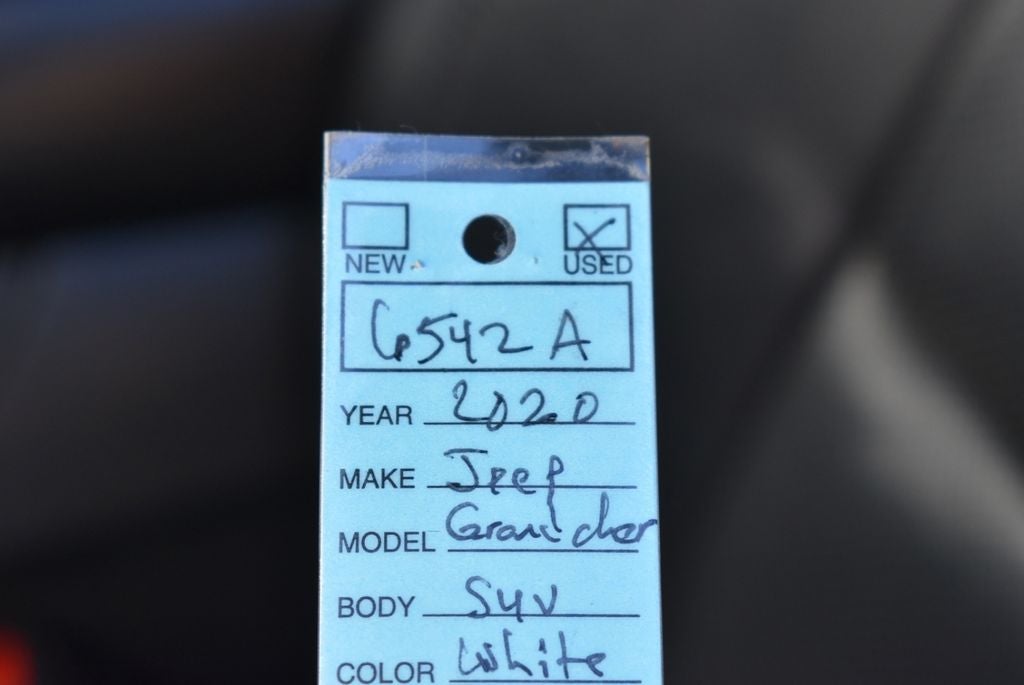 NEW USED
6542 A
YEAR 2020
MAKE Jeep
MODEL Grand cher
BODY Suv
COLOR White